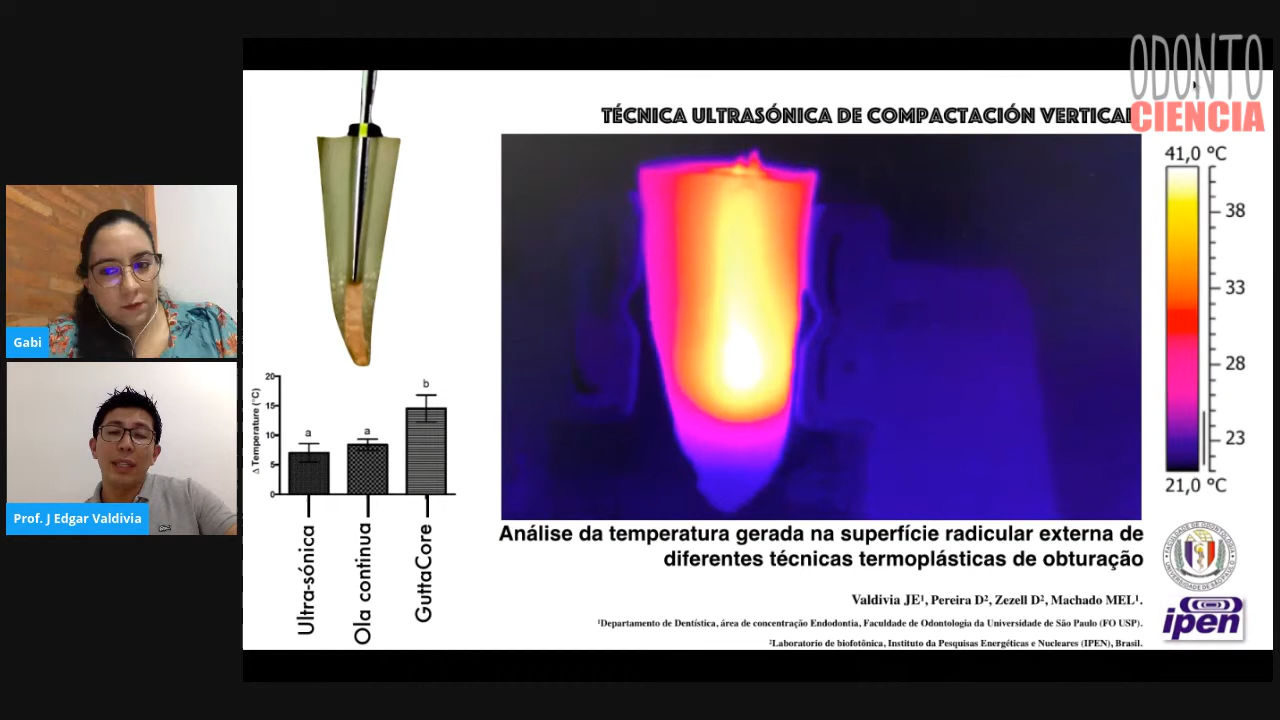 ODONTO
CIENCIA
TÉCNICA ULTRASÓNICA DE COMPACTACIÓN VERTICAL
41,0 °C
38
33
28
23
21,0 °C
Gabi
Prof. J Edgar Valdivia
Δ Temperature (°C)
20
15
10
5
0
a
a
b
Ultra-sónica
Ola continua
GuttaCore
Análise da temperatura gerada na superfície radicular externa de
diferentes técnicas termoplásticas de obturação
Valdivia JE¹, Pereira D², Zezell D², Machado MEL¹.
¹Departamento de Dentística, área de concentração Endodontia, Faculdade de Odontologia da Universidade de São Paulo (FO USP).
²Laboratorio de biofotônica, Instituto da Pesquisas Energéticas e Nucleares (IPEN), Brasil.
ipen